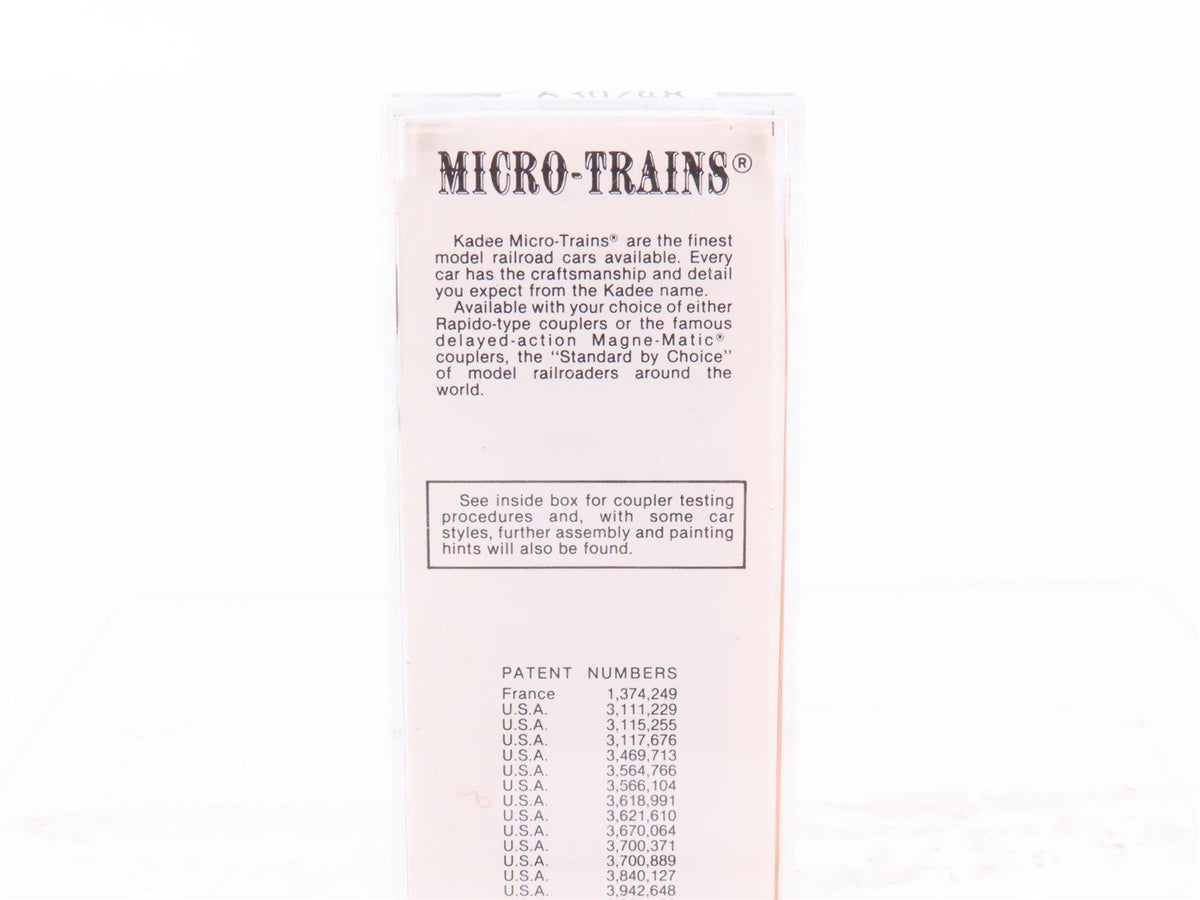 MICRO-TRAINS®
Kadee Micro-Trains® are the finest
model railroad cars available. Every
car has the craftsmanship and detail
you expect from the Kadee name.
Available with your choice of either
Rapido-type couplers or the famous
delayed-action Magne-Matic®
couplers, the "Standard by Choice"
of model railroaders around the
world.
See inside box for coupler testing
procedures and, with some car
styles, further assembly and painting
hints will also be found.
PATENT NUMBERS
France 1,374,249
U.S.A. 3,111,229
U.S.A. 3,115,255
U.S.A. 3,117,676
U.S.A. 3,469,713
U.S.A. 3,564,766
U.S.A. 3,566,104
U.S.A. 3,618,991
U.S.A. 3,621,610
U.S.A. 3,670,064
U.S.A. 3,700,371
U.S.A. 3,700,889
U.S.A. 3,840,127
U.S.A. 3,942,648